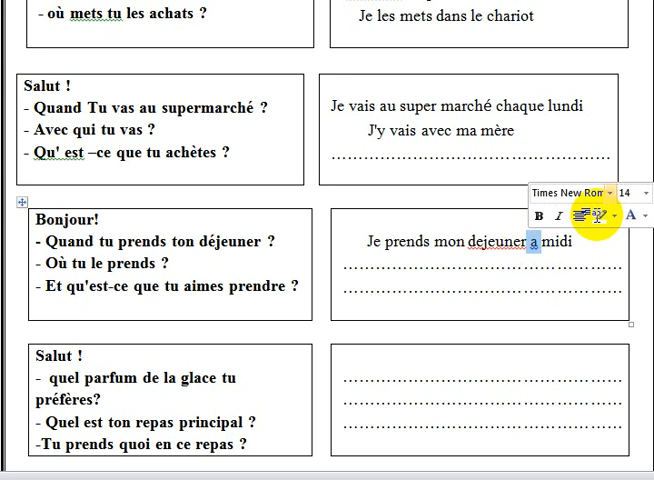 - où mets tu les achats ?
Je les mets dans le chariot
Salut !
- Quand Tu vas au supermarché ?
- Avec qui tu vas ?
- Qu' est –ce que tu achètes ?
Je vais au super marché chaque lundi
J'y vais avec ma mère
Times New Rom 14
B I A
Bonjour!
- Quand tu prends ton déjeuner ?
- Où tu le prends ?
- Et qu'est-ce que tu aimes prendre ?
Je prends mon dejeuner a midi
Salut !
- quel parfum de la glace tu
préfères?
- Quel est ton repas principal ?
-Tu prends quoi en ce repas ?